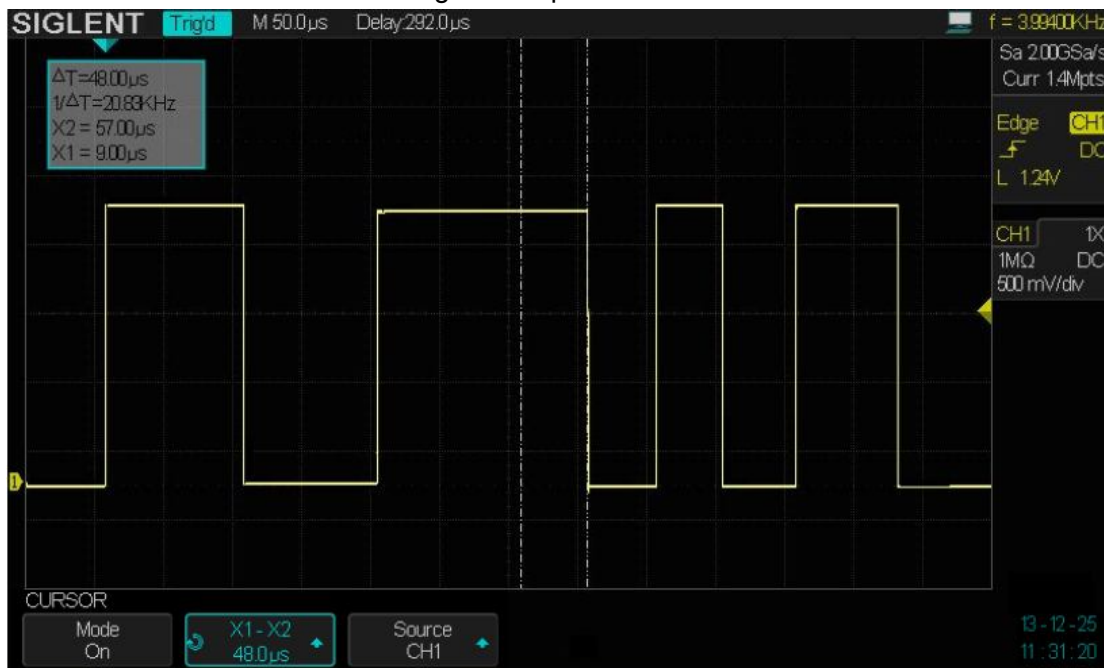 SIGLENT Trig'd M 50.0µs Delay:292.0µs f = 3.99400KHz
Sa 2.00GSa/s
Curr 1.4Mpts
ΔT=48.00µs
1/ΔT=20.83KHz
X2 = 57.00µs
X1 = 9.00µs
Edge CH1
DC
L 1.24V
CH1 1X
1MΩ DC
500 mV/div
1
CURSOR
Mode
On
X1-X2
48.0µs
Source
CH1
13-12-25
11:31:20